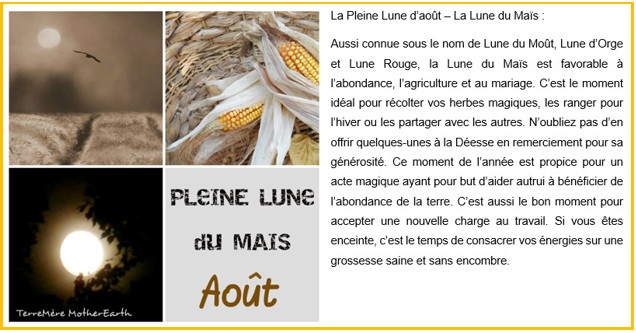 La Pleine Lune d’août – La Lune du Maïs :
Aussi connue sous le nom de Lune du Moût, Lune d’Orge
et Lune Rouge, la Lune du Maïs est favorable à
l’abondance, l’agriculture et au mariage. C’est le moment
idéal pour récolter vos herbes magiques, les ranger pour
l’hiver ou les partager avec les autres. N’oubliez pas d’en
offrir quelques-unes à la Déesse en remerciement pour sa
générosité. Ce moment de l’année est propice pour un
acte magique ayant pour but d’aider autrui à bénéficier de
l’abondance de la terre. C’est aussi le bon moment pour
accepter une nouvelle charge au travail. Si vous êtes
enceinte, c’est le temps de consacrer vos énergies sur une
grossesse saine et sans encombre.
PLEINE LUNE
DU MAÏS
Août
TerreMère MotherEarth